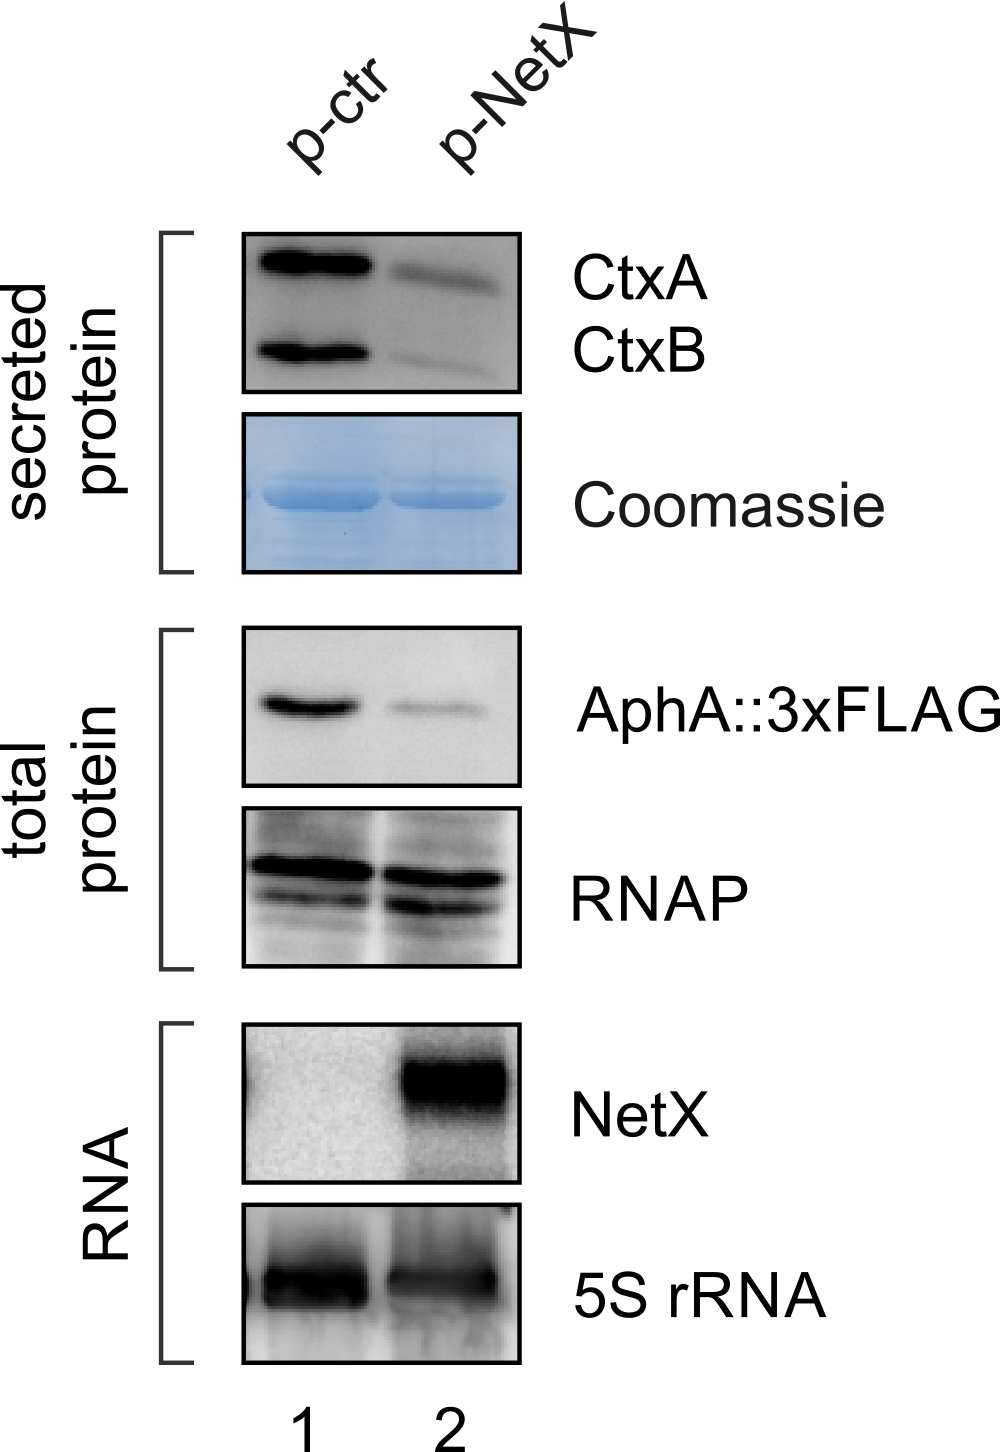 p-ctr
p-NetX
secreted
protein
CtxA
CtxB
Coomassie
total
protein
AphA::3xFLAG
RNAP
RNA
NetX
5S rRNA
1 2